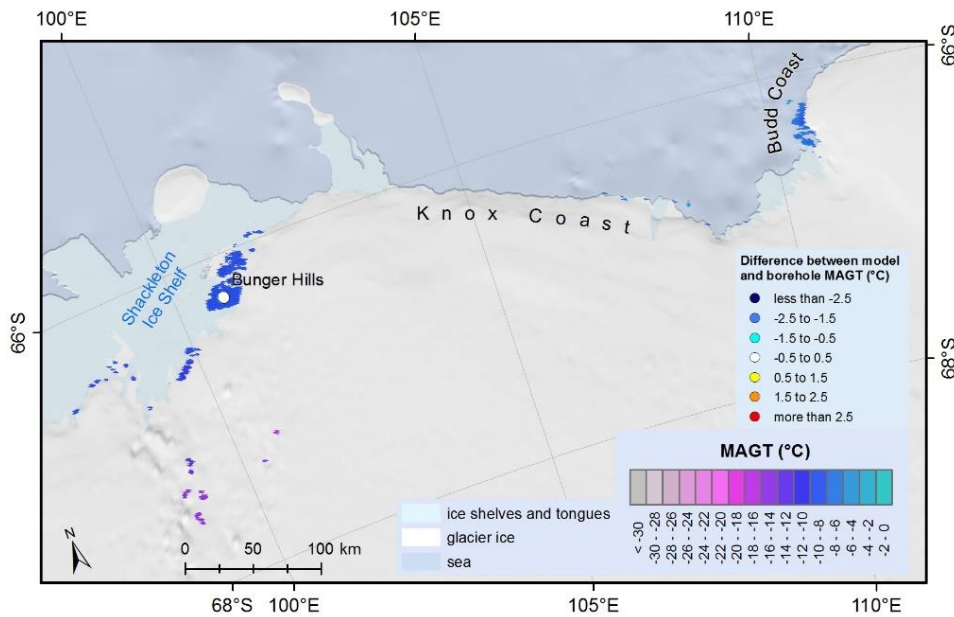 100°E
105°E
110°E
66°S
Budd Coast
Knox Coast
Shackleton
Ice Shelf
Bunger Hills
66°S
68°S
Difference between model
and borehole MAGT (°C)
less than -2.5
-2.5 to -1.5
-1.5 to -0.5
-0.5 to 0.5
0.5 to 1.5
1.5 to 2.5
more than 2.5
MAGT (°C)
< -30
-30 - -28
-28 - -26
-26 - -24
-24 - -22
-22 - -20
-20 - -18
-18 - -16
-16 - -14
-14 - -12
-12 - -10
-10 - -8
-8 - -6
-6 - -4
-4 - -2
-2 - 0
ice shelves and tongues
glacier ice
sea
N
0 50 100 km
68°S
100°E
105°E
110°E